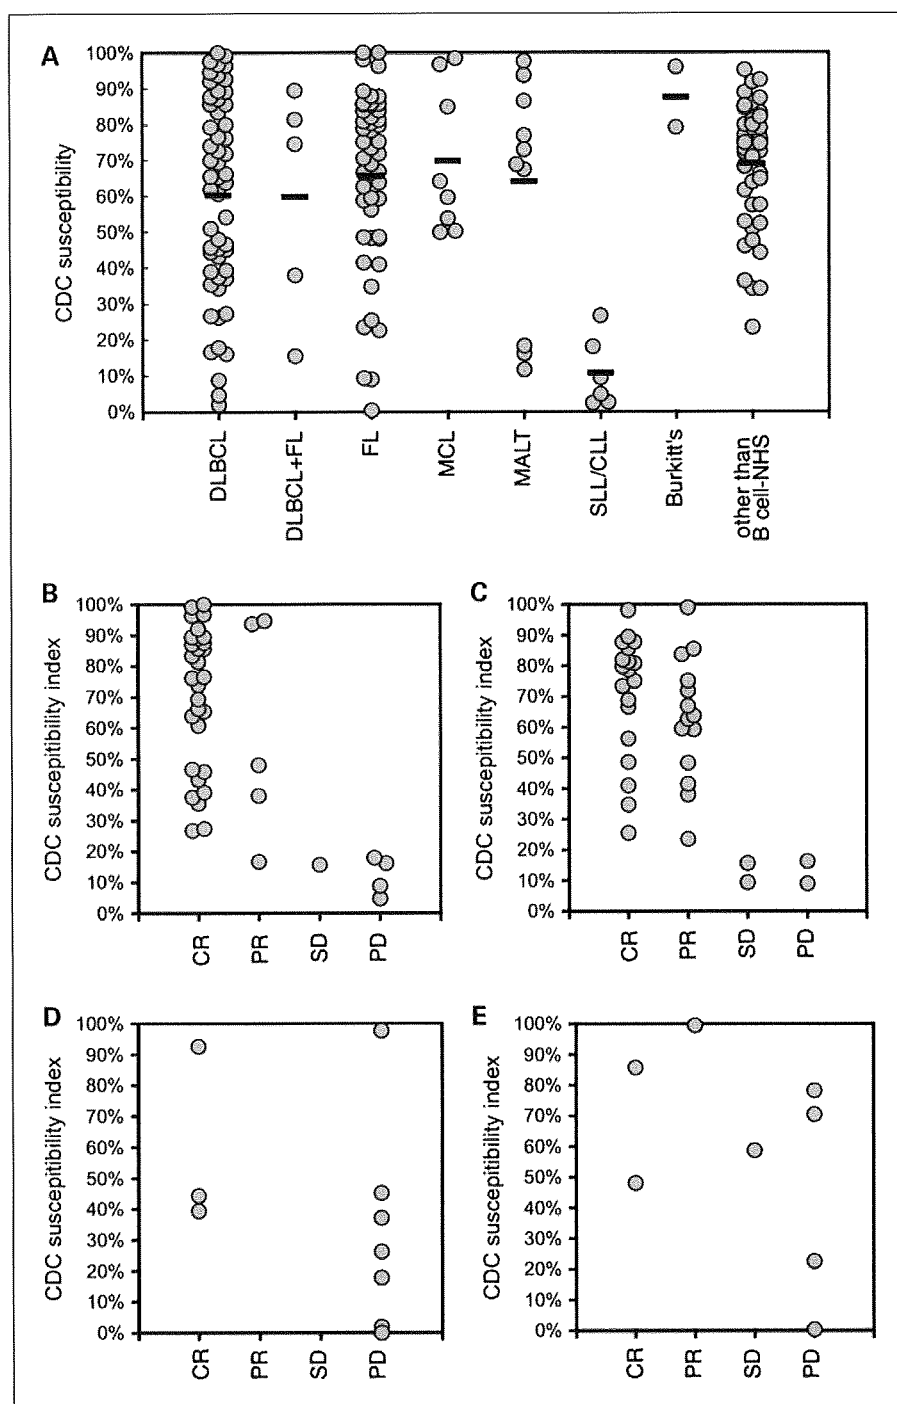 A
100%
90%
80%
70%
60%
50%
40%
30%
20%
10%
0%
CDC susceptibility
DLBCL
DLBCL+FL
FL
MCL
MALT
SLL/CLL
Burkitt's
other than
B cell-NHS
B
100%
90%
80%
70%
60%
50%
40%
30%
20%
10%
0%
CDC suscepitibility index
CR
PR
SD
PD
C
100%
90%
80%
70%
60%
50%
40%
30%
20%
10%
0%
CDC suscepitibility index
CR
PR
SD
PD
D
100%
90%
80%
70%
60%
50%
40%
30%
20%
10%
0%
CDC suscepitibility index
CR
PR
SD
PD
E
100%
90%
80%
70%
60%
50%
40%
30%
20%
10%
0%
CDC suscepitibility index
CR
PR
SD
PD